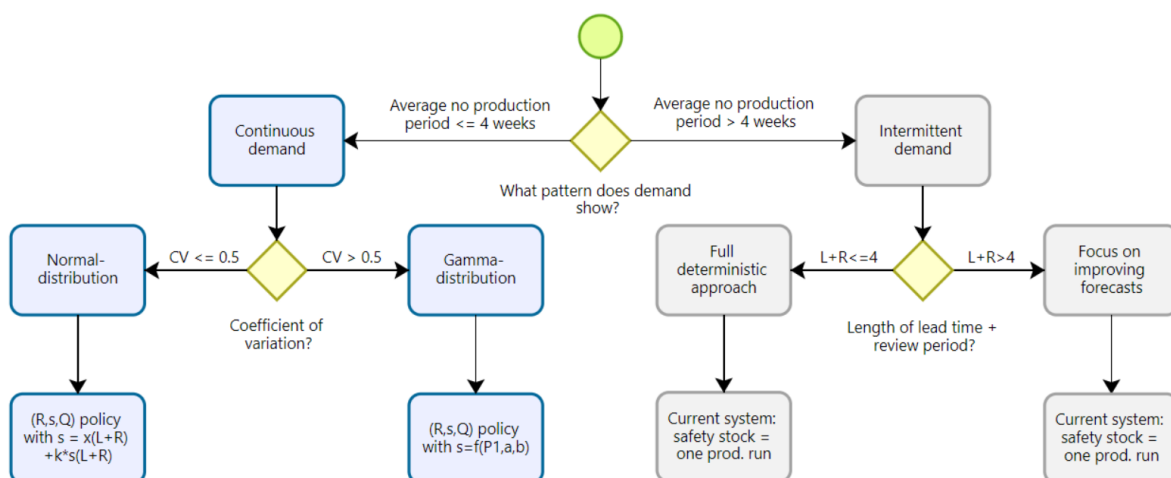 Average no production
period <= 4 weeks
Average no production
period > 4 weeks
Continuous
demand
Intermittent
demand
What pattern does demand
show?
Normal-
distribution
CV <= 0.5
CV > 0.5
Gamma-
distribution
Full
deterministic
approach
L+R<=4
L+R>4
Focus on
improving
forecasts
Coefficient of
variation?
Length of lead time +
review period?
(R,s,Q) policy
with s = x(L+R)
+k*s(L+R)
(R,s,Q) policy
with s=f(P1,a,b)
Current system:
safety stock =
one prod. run
Current system:
safety stock =
one prod. run